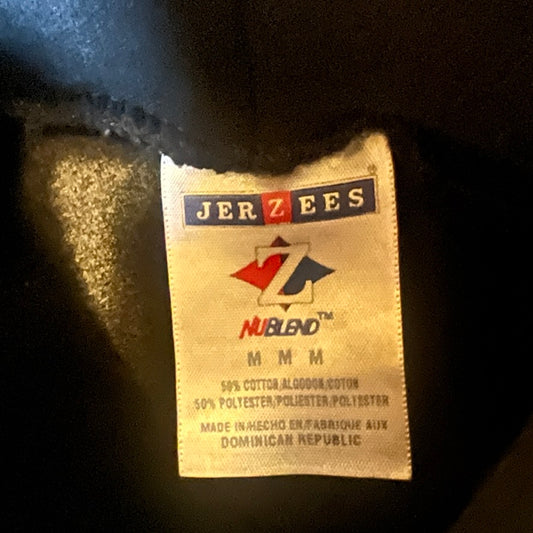 JERZEES
®
Z
NUBLEND™
M M M
50% COTTON/ALGODON/COTON
50% POLYESTER/POLIESTER/POLYESTER
MADE IN/HECHO EN/FABRIQUE AUX
DOMINICAN REPUBLIC